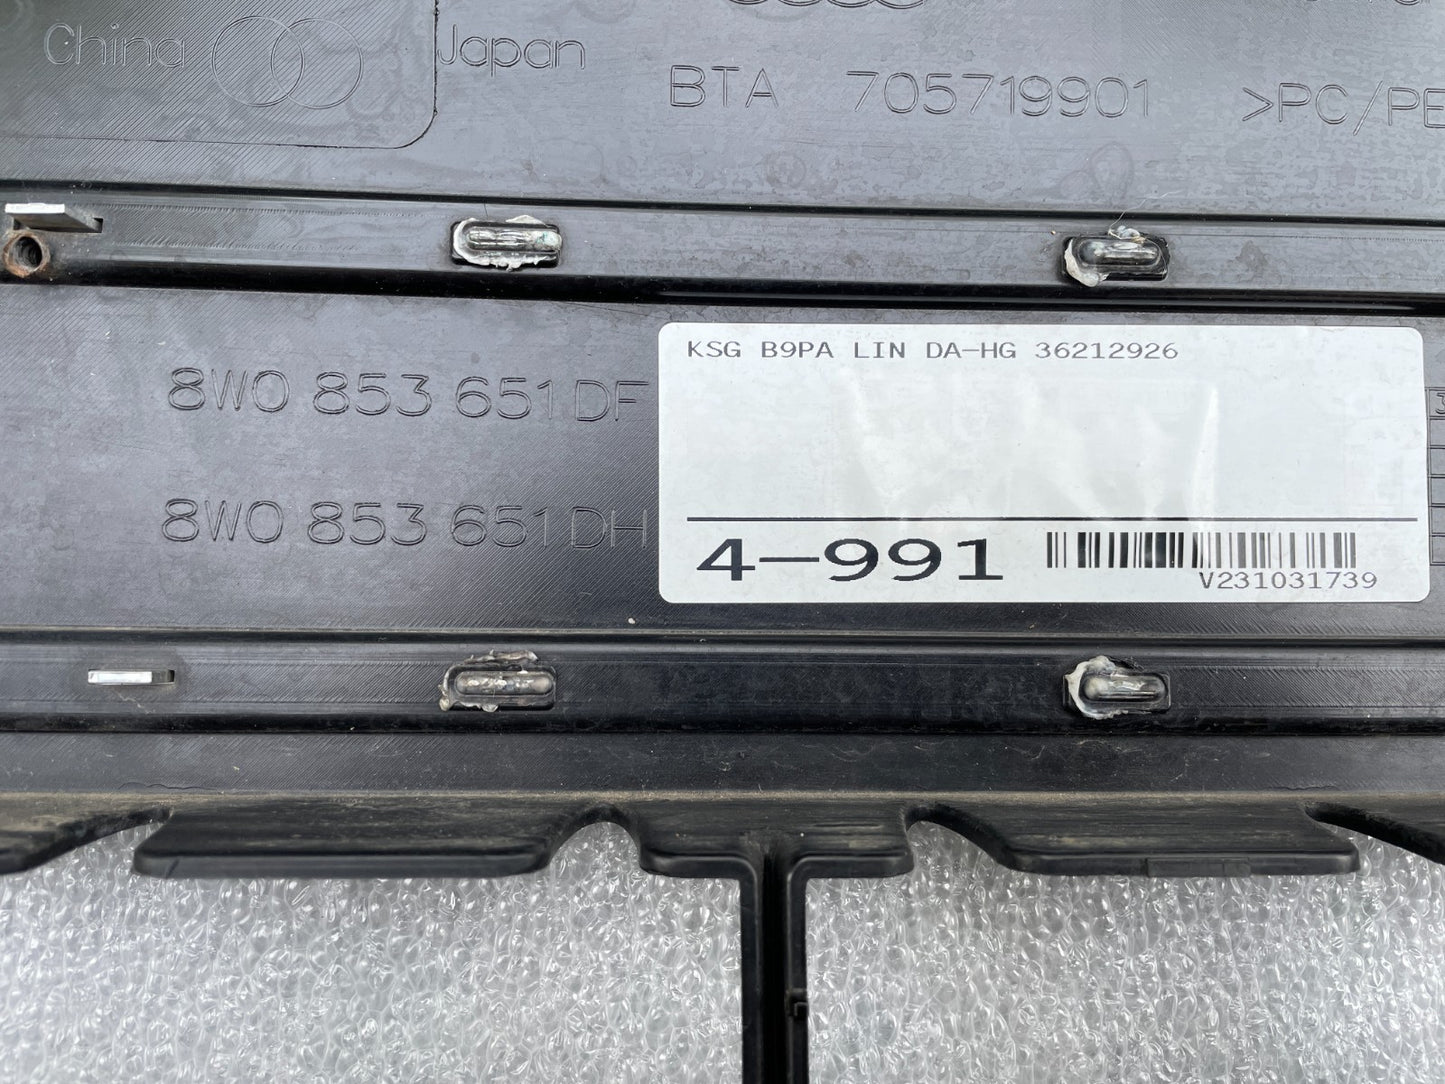 China Japan
BTA 705719901 >PC/PE
KSG B9PA LIN DA-HG 36212926
8W0 853 651 DF
8W0 853 651 DH
4-991
V231031739